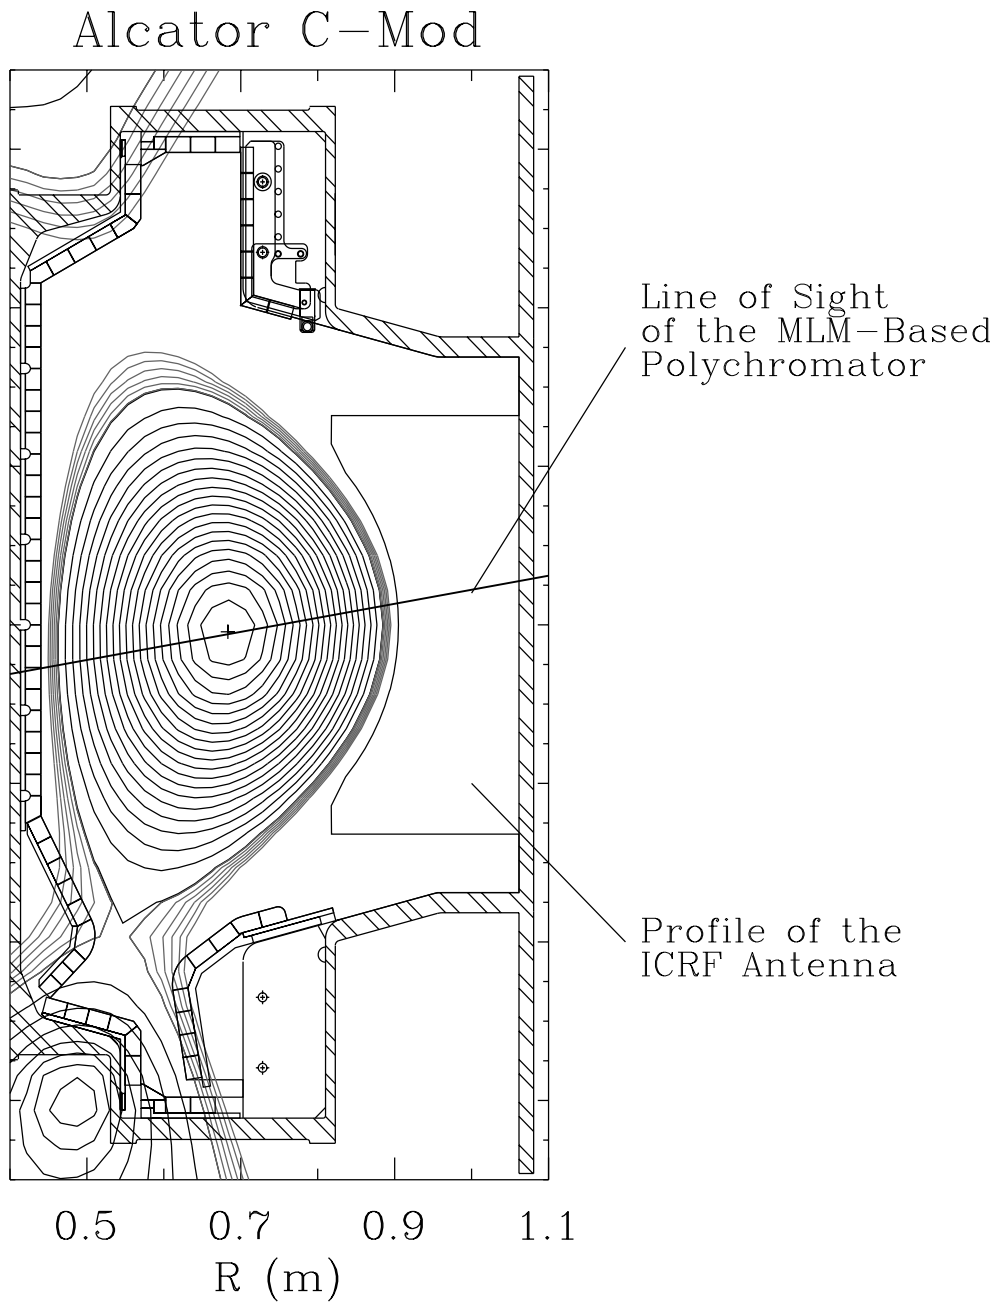 Alcator C-Mod
Line of Sight
of the MLM-Based
Polychromator
Profile of the
ICRF Antenna
0.5 0.7 0.9 1.1
R (m)